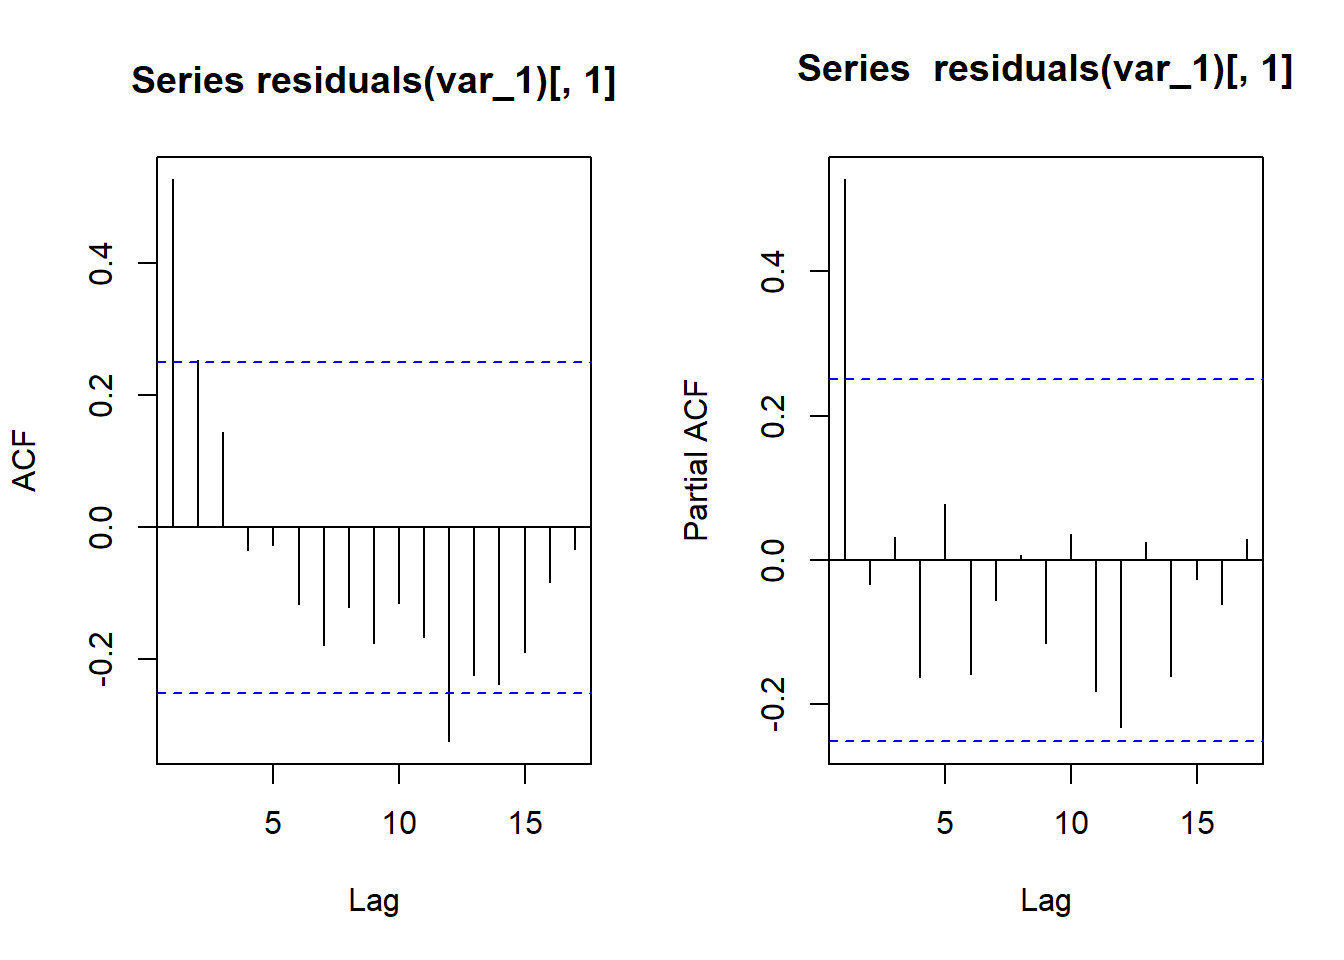 Series residuals(var_1)[, 1]
ACF
0.4
0.2
0.0
-0.2
5
10
15
Lag
Series  residuals(var_1)[, 1]
Partial ACF
0.4
0.2
0.0
-0.2
5
10
15
Lag